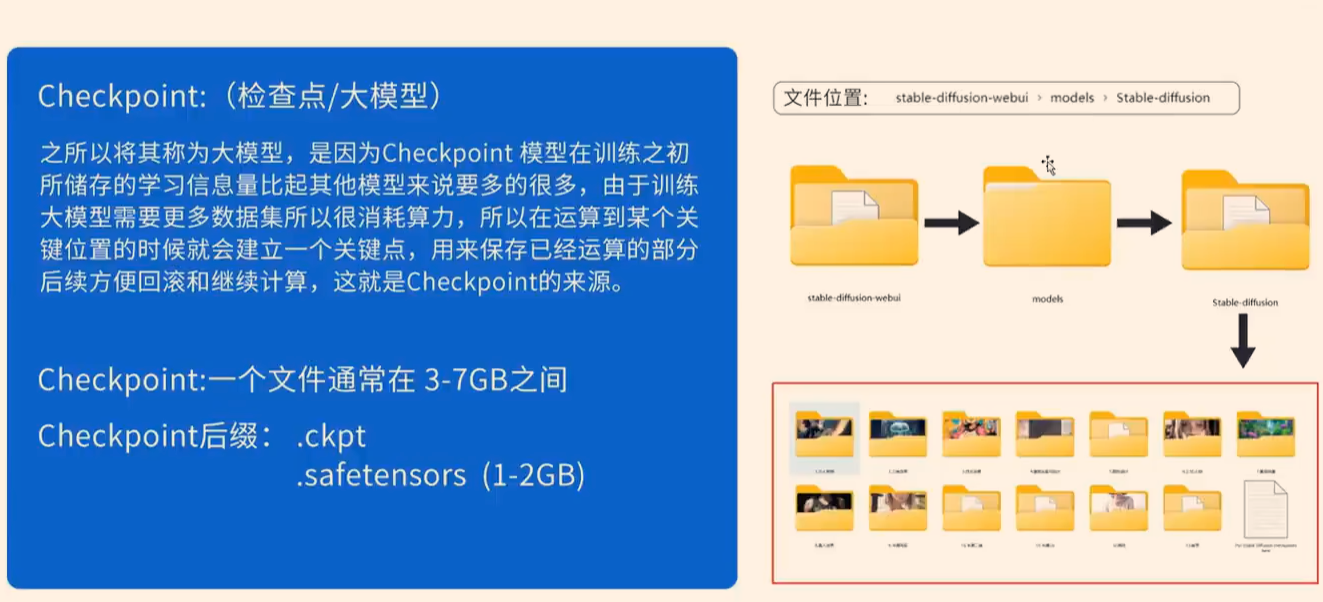 Checkpoint:（检查点/大模型）
之所以将其称为大模型，是因为Checkpoint 模型在训练之初
所储存的学习信息量比起其他模型来说要多的很多，由于训练
大模型需要更多数据集所以很消耗算力，所以在运算到某个关
键位置的时候就会建立一个关键点，用来保存已经运算的部分
后续方便回滚和继续计算，这就是Checkpoint的来源。
Checkpoint:一个文件通常在 3-7GB之间
Checkpoint后缀： .ckpt
.safetensors (1-2GB)
文件位置: stable-diffusion-webui › models › Stable-diffusion
stable-diffusion-webui
models
Stable-diffusion